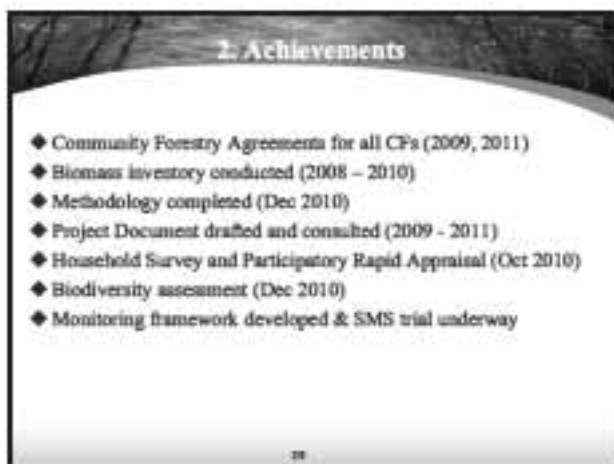 2. Achievements
◆ Community Forestry Agreements for all CFs (2009, 2011)
◆ Biomass inventory conducted (2008 – 2010)
◆ Methodology completed (Dec 2010)
◆ Project Document drafted and consulted (2009 - 2011)
◆ Household Survey and Participatory Rapid Appraisal (Oct 2010)
◆ Biodiversity assessment (Dec 2010)
◆ Monitoring framework developed & SMS trial underway